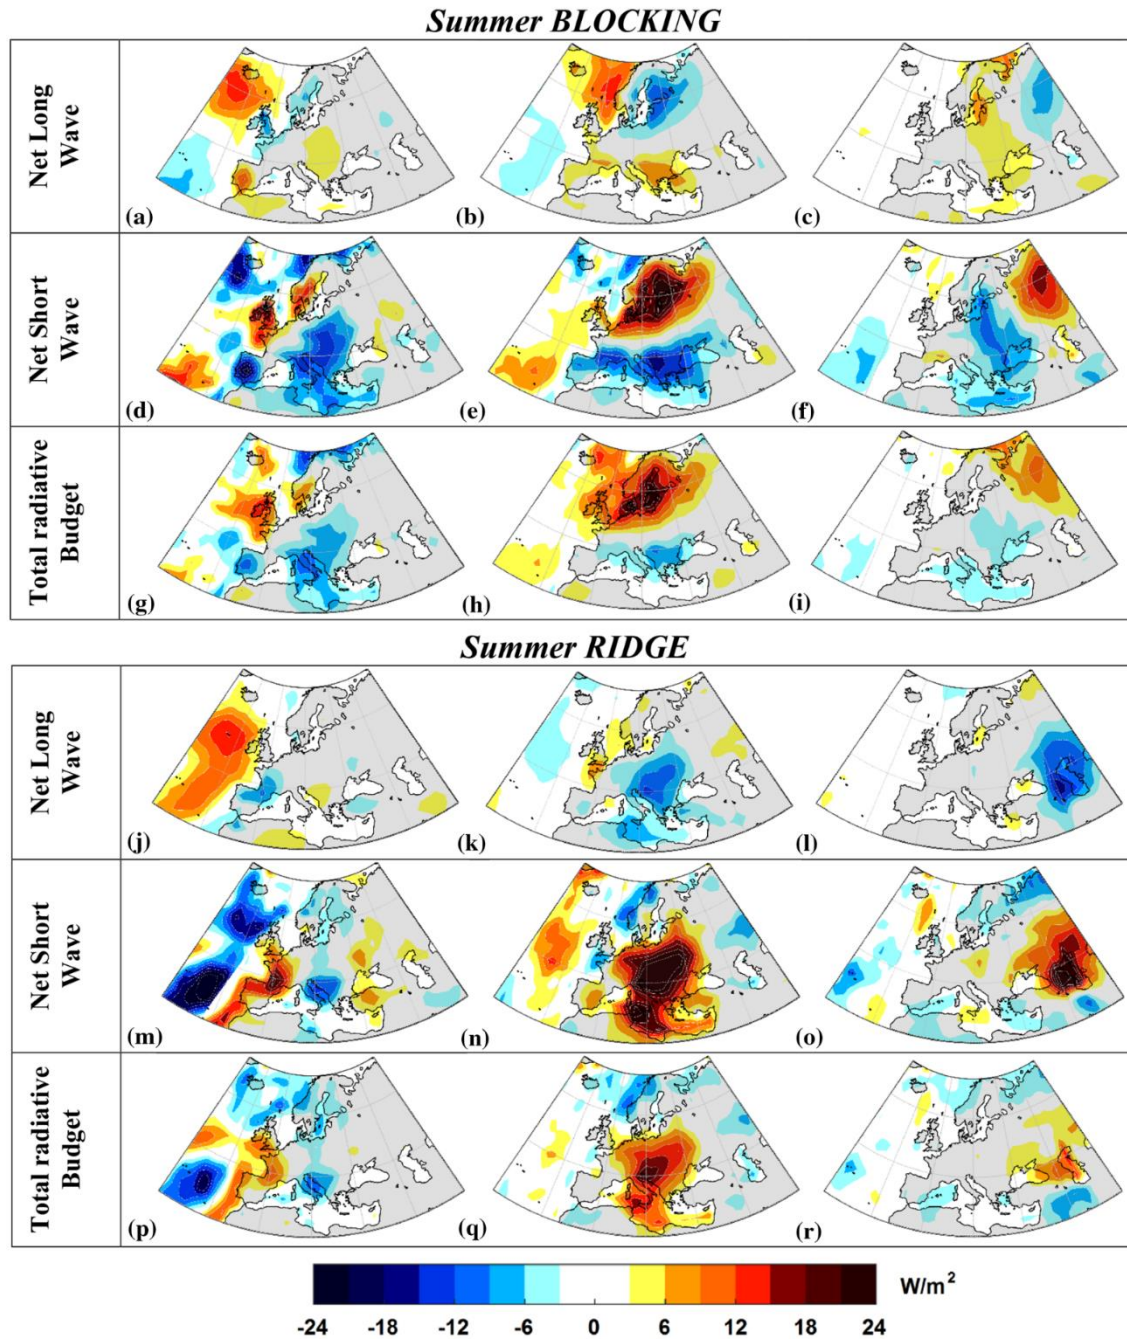 Summer BLOCKING
Net Long
Wave
(a)
(b)
(c)
Net Short
Wave
(d)
(e)
(f)
Total radiative
Budget
(g)
(h)
(i)
Summer RIDGE
Net Long
Wave
(j)
(k)
(l)
Net Short
Wave
(m)
(n)
(o)
Total radiative
Budget
(p)
(q)
(r)
W/m²
-24 -18 -12 -6 0 6 12 18 24